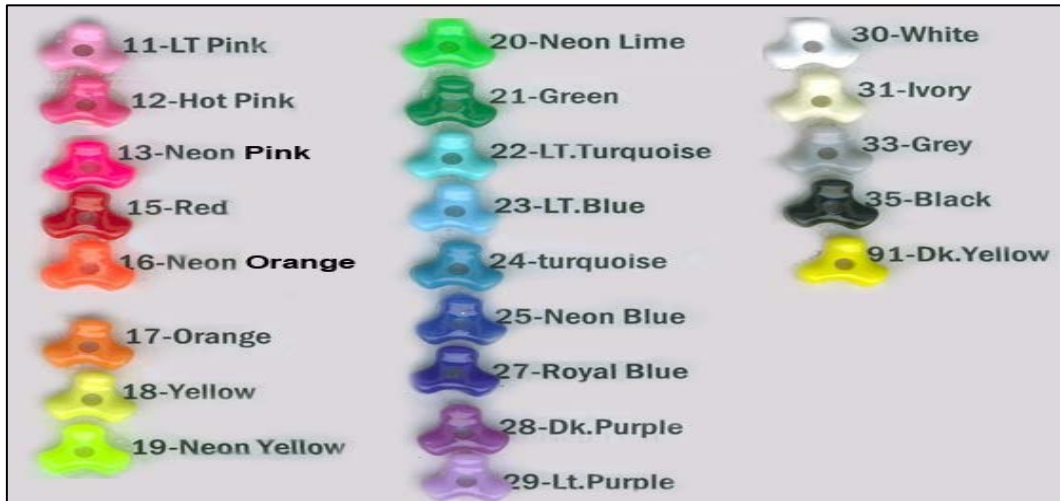 11-LT Pink
12-Hot Pink
13-Neon Pink
15-Red
16-Neon Orange
17-Orange
18-Yellow
19-Neon Yellow
20-Neon Lime
21-Green
22-LT.Turquoise
23-LT.Blue
24-turquoise
25-Neon Blue
27-Royal Blue
28-Dk.Purple
29-Lt.Purple
30-White
31-Ivory
33-Grey
35-Black
91-Dk.Yellow